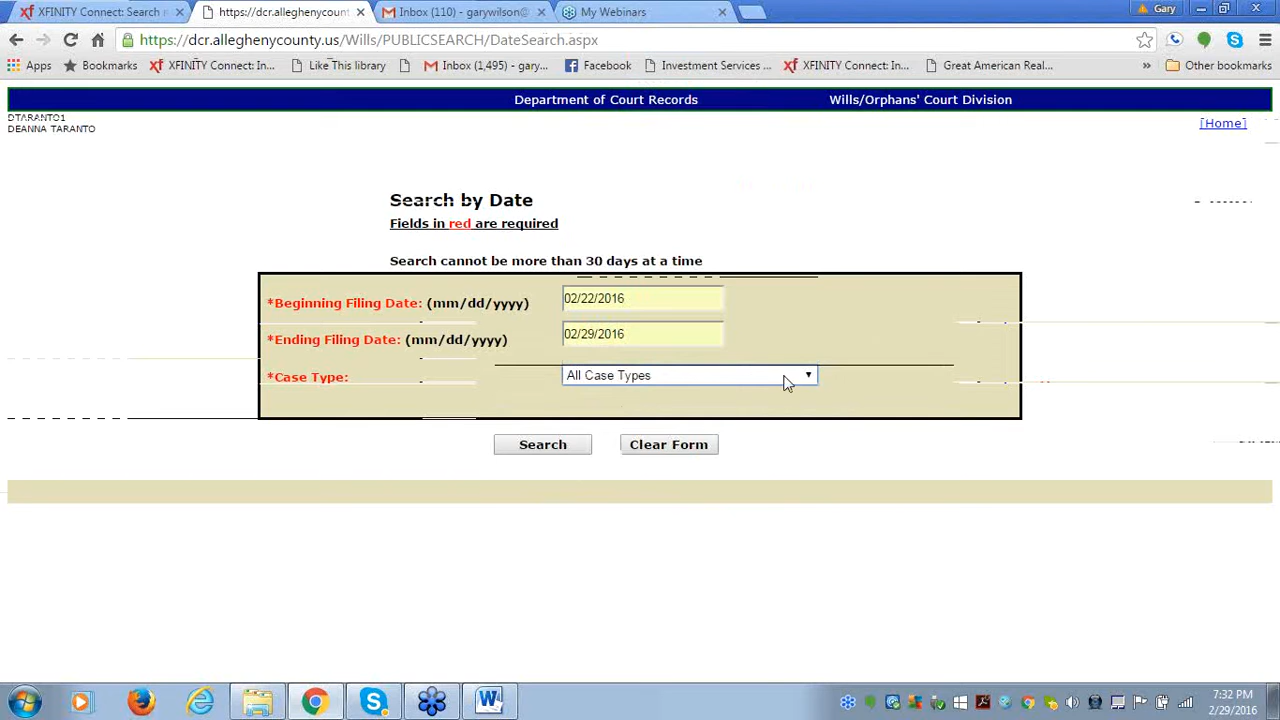 XFINITY Connect: Search r
https://dcr.alleghenycount
Inbox (110) - garywilson@
My Webinars
Gary
https://dcr.alleghenycounty.us/Wills/PUBLICSEARCH/DateSearch.aspx
Apps
Bookmarks
XFINITY Connect: In...
Like This library
Inbox (1,495) - gary...
Facebook
Investment Services ...
XFINITY Connect: In...
Great American Real...
»
Other bookmarks
Department of Court Records
Wills/Orphans' Court Division
DTARANTO1
DEANNA TARANTO
[Home]
Search by Date
Fields in red are required
Search cannot be more than 30 days at a time
*Beginning Filing Date: (mm/dd/yyyy)
02/22/2016
*Ending Filing Date: (mm/dd/yyyy)
02/29/2016
*Case Type:
All Case Types
Search
Clear Form
7:32 PM
2/29/2016